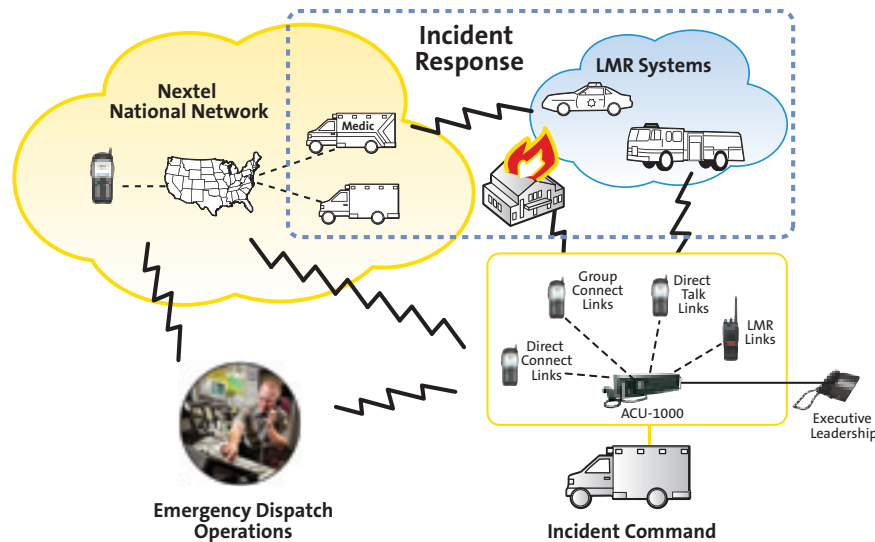 Incident
Response
LMR Systems
Nextel
National Network
Medic
Group
Connect
Links
Direct
Talk
Links
LMR
Links
Direct
Connect
Links
ACU-1000
Executive
Leadership
Emergency Dispatch
Operations
Incident Command